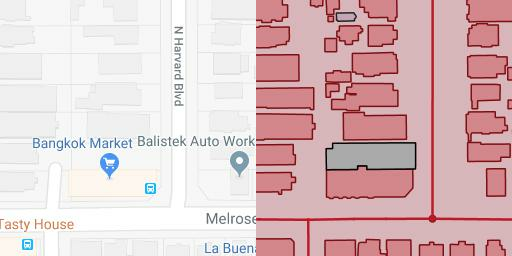 N Harvard Blvd
Bangkok Market
Balistek Auto Work
Melrose
Tasty House
La Buena